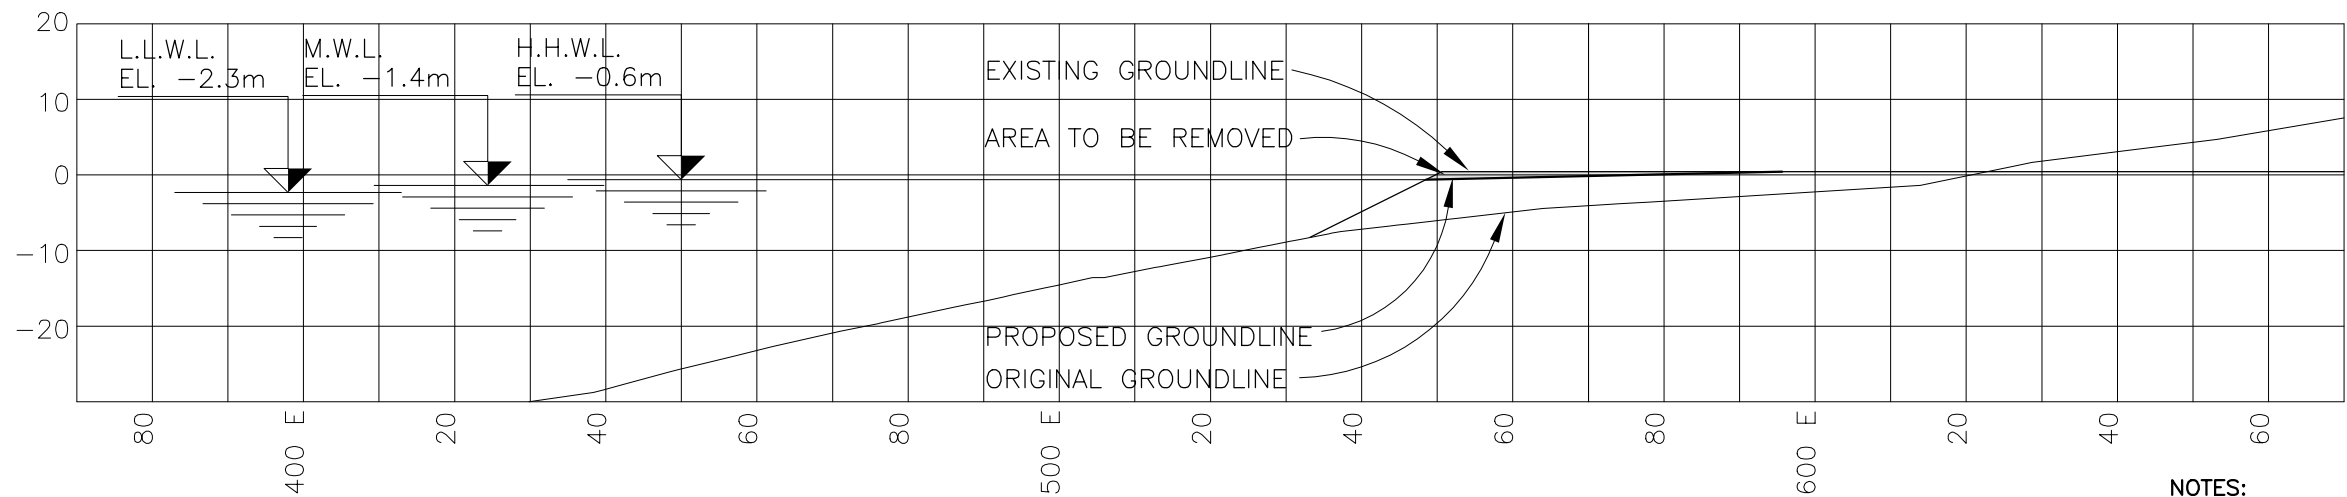 20
L.L.W.L.
EL. -2.3m
M.W.L.
EL. -1.4m
H.H.W.L.
EL. -0.6m
EXISTING GROUNDLINE
10
AREA TO BE REMOVED
0
-10
-20
PROPOSED GROUNDLINE
ORIGINAL GROUNDLINE
80
400 E
20
40
60
80
500 E
20
40
60
80
600 E
20
40
60
NOTES: